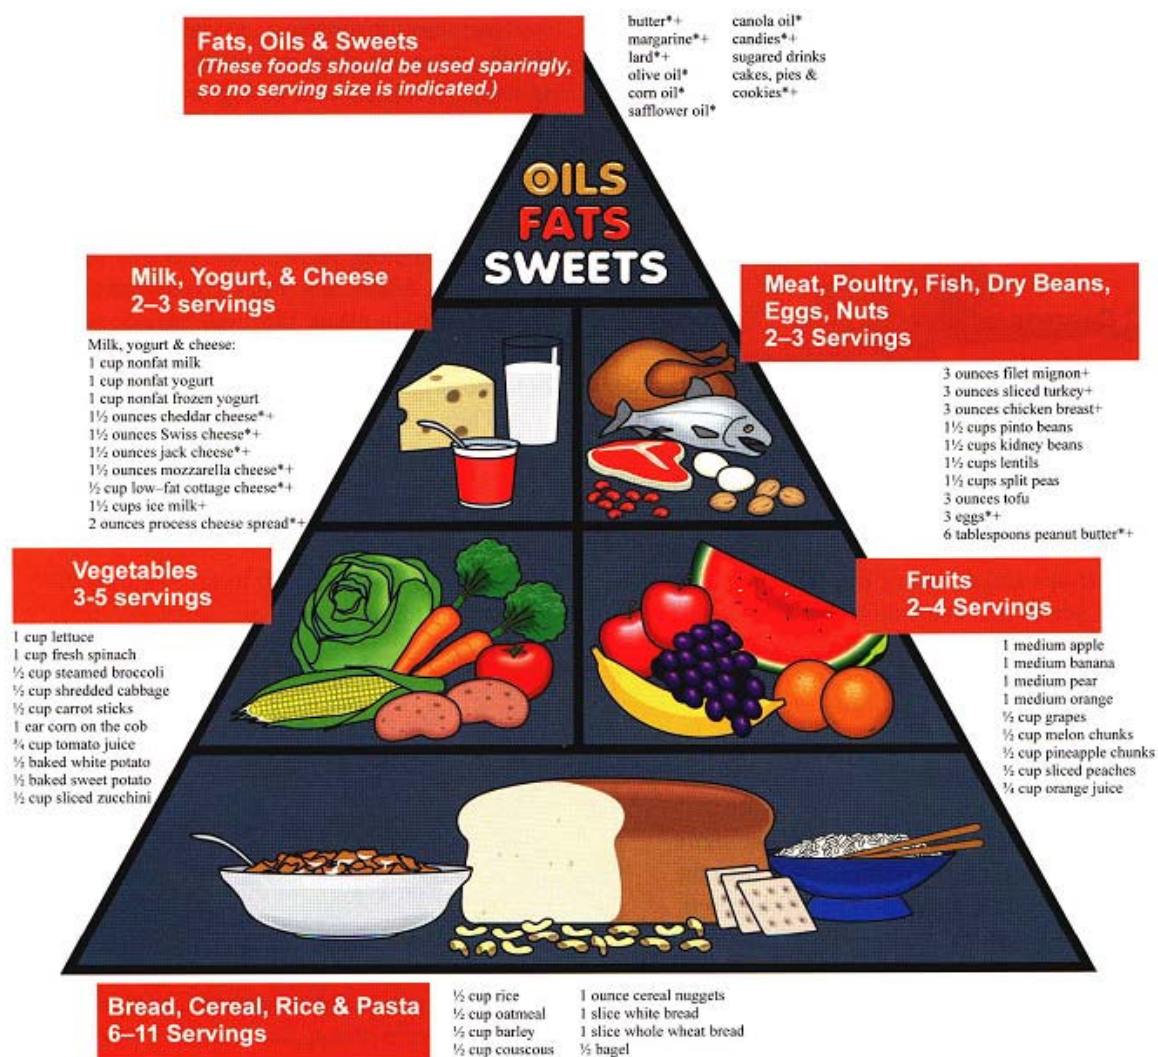 Fats, Oils & Sweets
(These foods should be used sparingly,
so no serving size is indicated.)
butter*+
margarine*+
lard*+
olive oil*
corn oil*
safflower oil*
canola oil*
candies*+
sugared drinks
cakes, pies &
cookies*+
OILS
FATS
SWEETS
Milk, Yogurt, & Cheese
2–3 servings
Milk, yogurt & cheese:
1 cup nonfat milk
1 cup nonfat yogurt
1 cup nonfat frozen yogurt
1½ ounces cheddar cheese*+
1½ ounces Swiss cheese*+
1½ ounces jack cheese*+
1½ ounces mozzarella cheese*+
½ cup low–fat cottage cheese*+
1½ cups ice milk+
2 ounces process cheese spread*+
Meat, Poultry, Fish, Dry Beans,
Eggs, Nuts
2–3 Servings
3 ounces filet mignon+
3 ounces sliced turkey+
3 ounces chicken breast+
1½ cups pinto beans
1½ cups kidney beans
1½ cups lentils
1½ cups split peas
3 ounces tofu
3 eggs*+
6 tablespoons peanut butter*+
Vegetables
3-5 servings
1 cup lettuce
1 cup fresh spinach
½ cup steamed broccoli
½ cup shredded cabbage
½ cup carrot sticks
1 ear corn on the cob
¾ cup tomato juice
½ baked white potato
½ baked sweet potato
½ cup sliced zucchini
Fruits
2–4 Servings
1 medium apple
1 medium banana
1 medium pear
1 medium orange
½ cup grapes
½ cup melon chunks
½ cup pineapple chunks
½ cup sliced peaches
¾ cup orange juice
Bread, Cereal, Rice & Pasta
6–11 Servings
½ cup rice
½ cup oatmeal
½ cup barley
½ cup couscous
1 ounce cereal nuggets
1 slice white bread
1 slice whole wheat bread
½ bagel